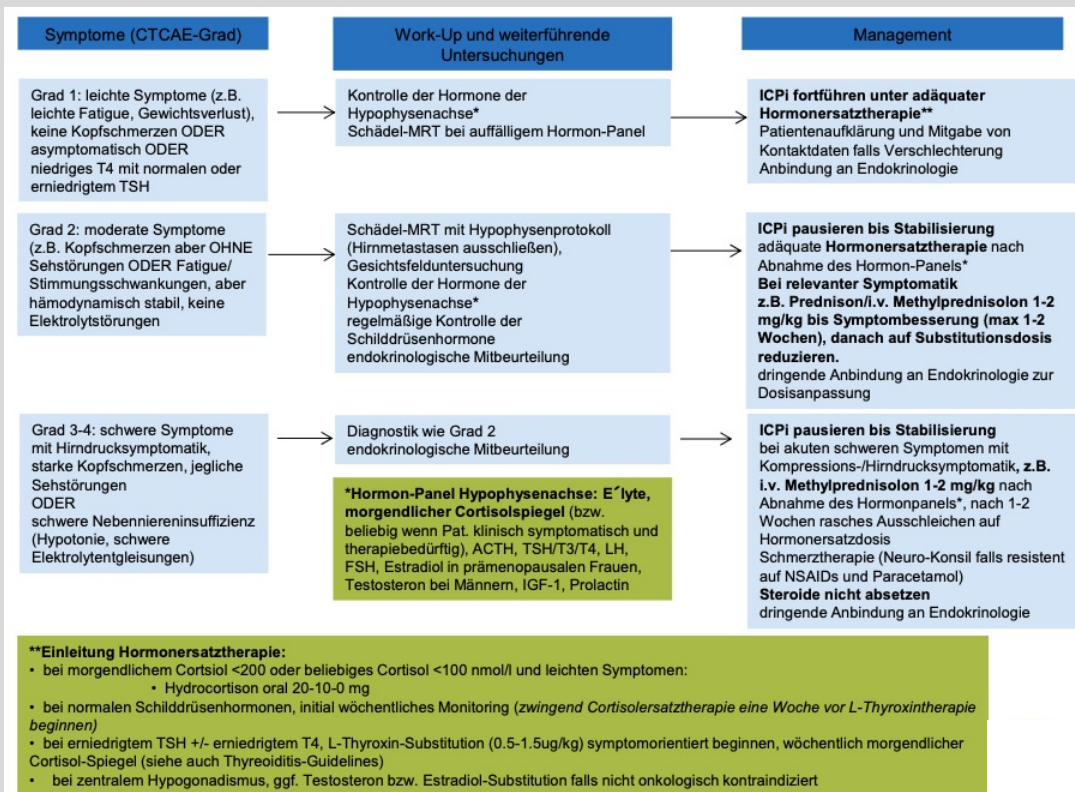 Symptome (CTCAE-Grad)
Work-Up und weiterführende
Untersuchungen
Management
Grad 1: leichte Symptome (z.B.
leichte Fatigue, Gewichtsverlust),
keine Kopfschmerzen ODER
asymptomatisch ODER
niedriges T4 mit normalen oder
erniedrigtem TSH
Kontrolle der Hormone der
Hypophysenachse*
Schädel-MRT bei auffälligem Hormon-Panel
ICPi fortführen unter adäquater
Hormonersatztherapie**
Patientenaufklärung und Mitgabe von
Kontaktdaten falls Verschlechterung
Anbindung an Endokrinologie
Grad 2: moderate Symptome
(z.B. Kopfschmerzen aber OHNE
Sehstörungen ODER Fatigue/
Stimmungsschwankungen, aber
hämodynamisch stabil, keine
Elektrolytstörungen
Schädel-MRT mit Hypophysenprotokoll
(Hirnmetastasen ausschließen),
Gesichtsfelduntersuchung
Kontrolle der Hormone der
Hypophysenachse*
regelmäßige Kontrolle der
Schilddrüsenhormone
endokrinologische Mitbeurteilung
ICPi pausieren bis Stabilisierung
adäquate Hormonersatztherapie nach
Abnahme des Hormon-Panels*
Bei relevanter Symptomatik
z.B. Prednison/i.v. Methylprednisolon 1-2
mg/kg bis Symptombesserung (max 1-2
Wochen), danach auf Substitutionsdosis
reduzieren.
dringende Anbindung an Endokrinologie zur
Dosisanpassung
Grad 3-4: schwere Symptome
mit Hirndrucksymptomatik,
starke Kopfschmerzen, jegliche
Sehstörungen
ODER
schwere Nebenniereninsuffizienz
(Hypotonie, schwere
Elektrolytentgleisungen)
Diagnostik wie Grad 2
endokrinologische Mitbeurteilung
*Hormon-Panel Hypophysenachse: E´lyte,
morgendlicher Cortisolspiegel (bzw.
beliebig wenn Pat. klinisch symptomatisch und
therapiebedürftig), ACTH, TSH/T3/T4, LH,
FSH, Estradiol in prämenopausalen Frauen,
Testosteron bei Männern, IGF-1, Prolactin
ICPi pausieren bis Stabilisierung
bei akuten schweren Symptomen mit
Kompressions-/Hirndrucksymptomatik, z.B.
i.v. Methylprednisolon 1-2 mg/kg nach
Abnahme des Hormonpanels*, nach 1-2
Wochen rasches Ausschleichen auf
Hormonersatzdosis
Schmerztherapie (Neuro-Konsil falls resistent
auf NSAIDs und Paracetamol)
Steroide nicht absetzen
dringende Anbindung an Endokrinologie
**Einleitung Hormonersatztherapie:
• bei morgendlichem Cortsiol <200 oder beliebiges Cortisol <100 nmol/l und leichten Symptomen:
• Hydrocortison oral 20-10-0 mg
• bei normalen Schilddrüsenhormonen, initial wöchentliches Monitoring (zwingend Cortisolersatztherapie eine Woche vor L-Thyroxintherapie
beginnen)
• bei erniedrigtem TSH +/- erniedrigtem T4, L-Thyroxin-Substitution (0.5-1.5ug/kg) symptomorientiert beginnen, wöchentlich morgendlicher
Cortisol-Spiegel (siehe auch Thyreoiditis-Guidelines)
• bei zentralem Hypogonadismus, ggf. Testosteron bzw. Estradiol-Substitution falls nicht onkologisch kontraindiziert